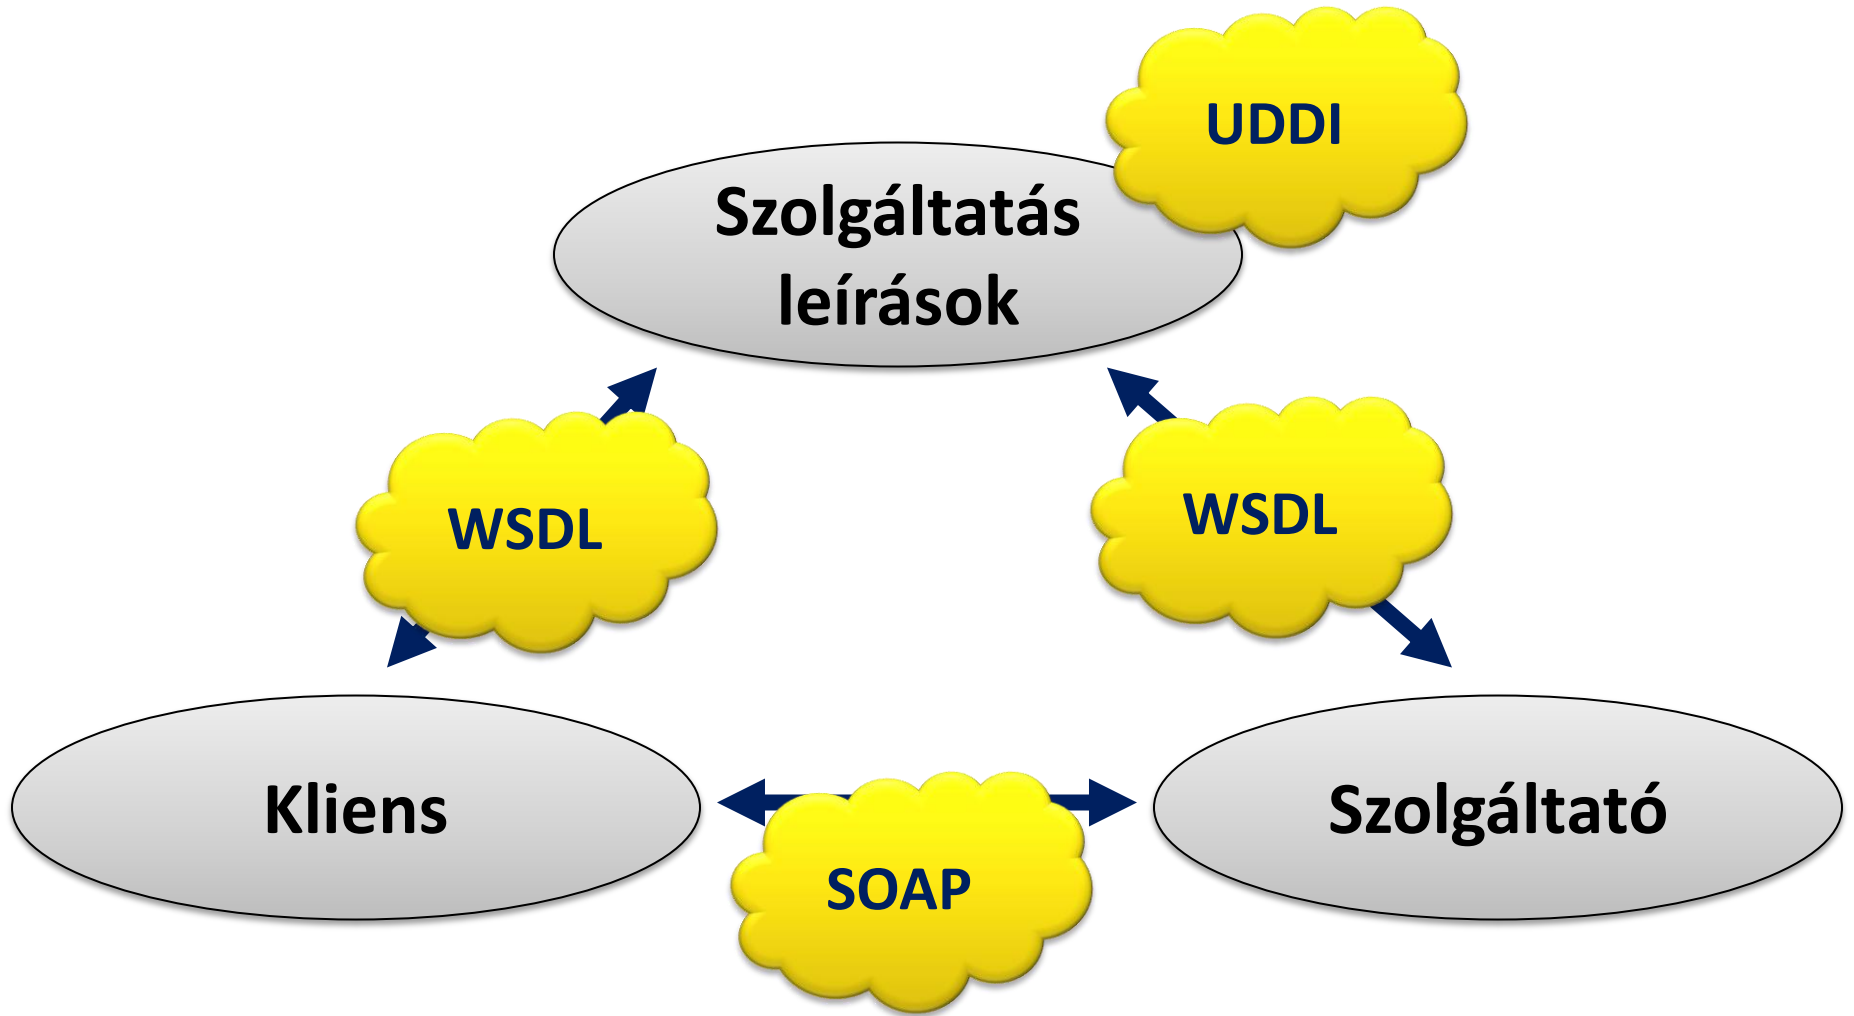 UDDI
Szolgáltatás
leírások
WSDL
WSDL
Kliens
Szolgáltató
SOAP